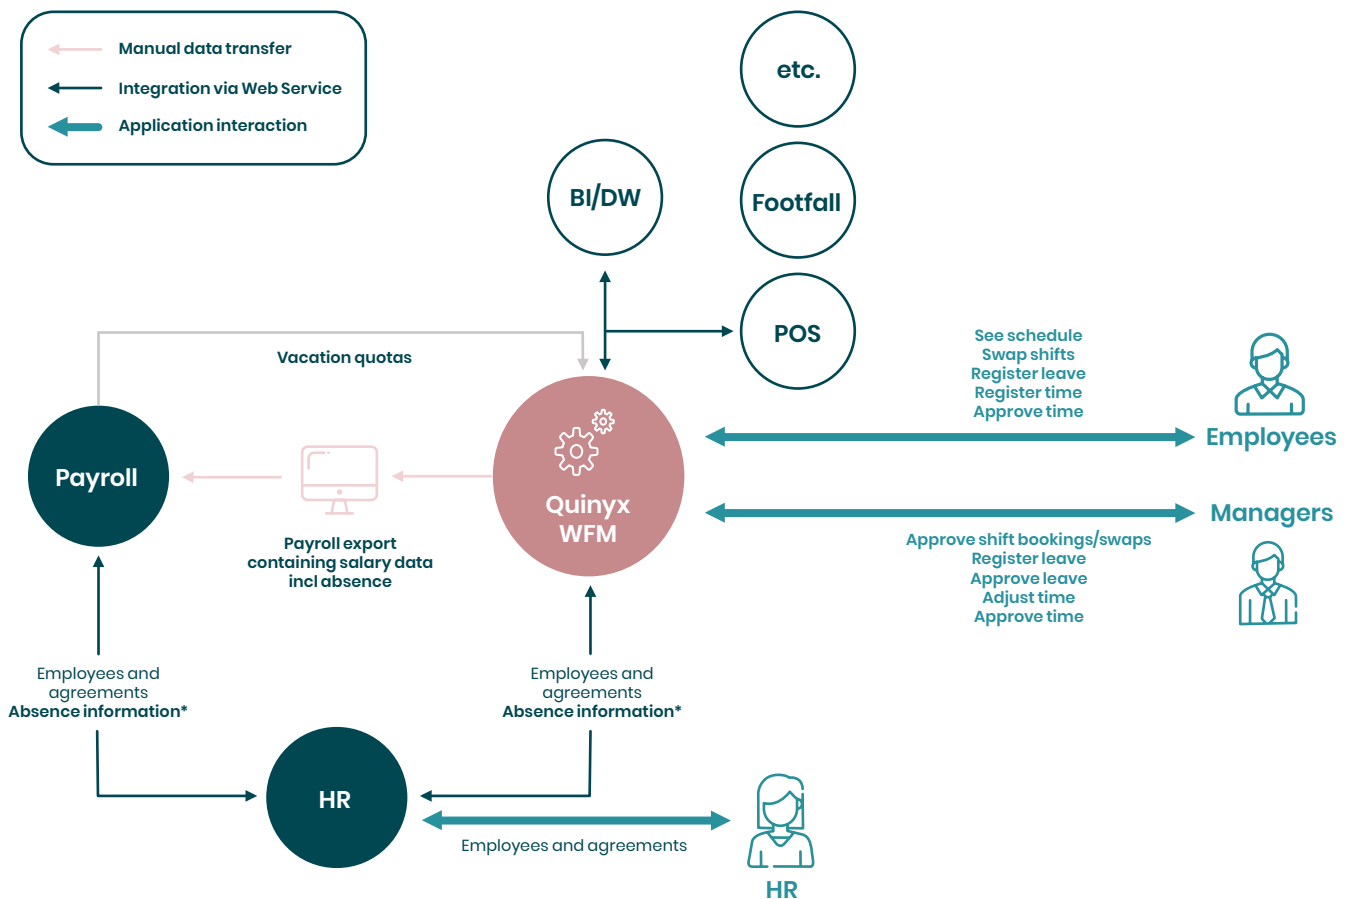 Manual data transfer
Integration via Web Service
Application interaction
etc.
BI/DW
Footfall
POS
Vacation quotas
See schedule
Swap shifts
Register leave
Register time
Approve time
Employees
Payroll
Quinyx
WFM
Payroll export
containing salary data
incl absence
Managers
Approve shift bookings/swaps
Register leave
Approve leave
Adjust time
Approve time
Employees and
agreements
Absence information*
Employees and
agreements
Absence information*
HR
Employees and agreements
HR